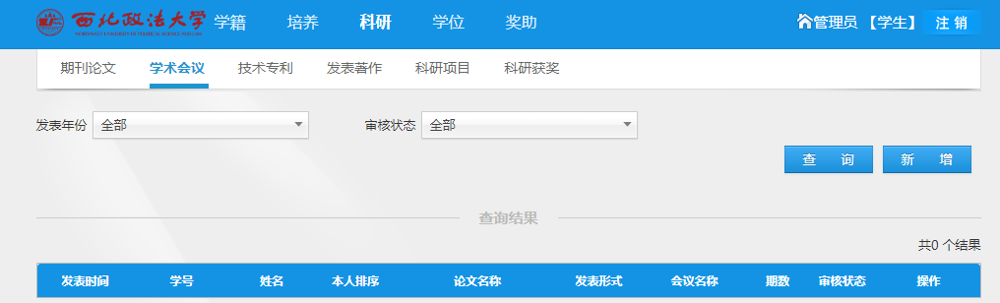 西北政法大学 学籍 培养 科研 学位 奖助 管理员 【学生】 注 销
期刊论文 学术会议 技术专利 发表著作 科研项目 科研获奖
发表年份 全部 审核状态 全部
查 询 新 增
查询结果
共0 个结果
发表时间 学号 姓名 本人排序 论文名称 发表形式 会议名称 期数 审核状态 操作